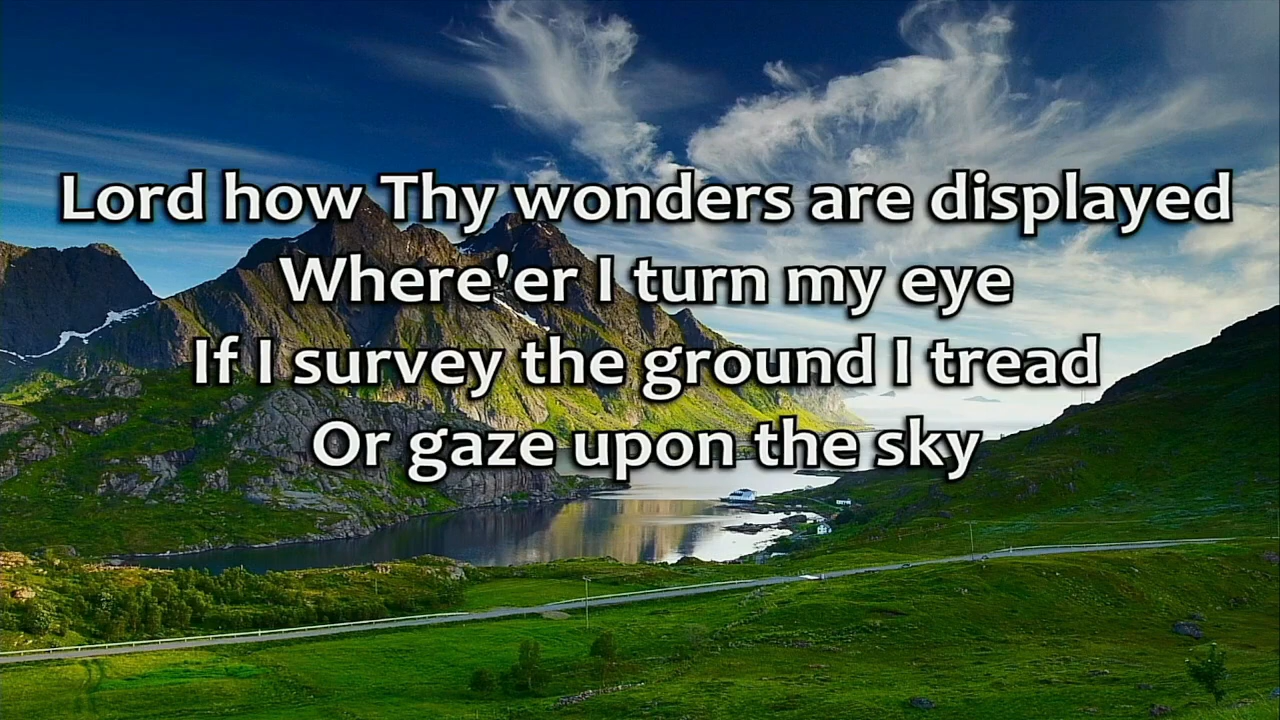 Lord how Thy wonders are displayed
Where'er I turn my eye
If I survey the ground I tread
Or gaze upon the sky